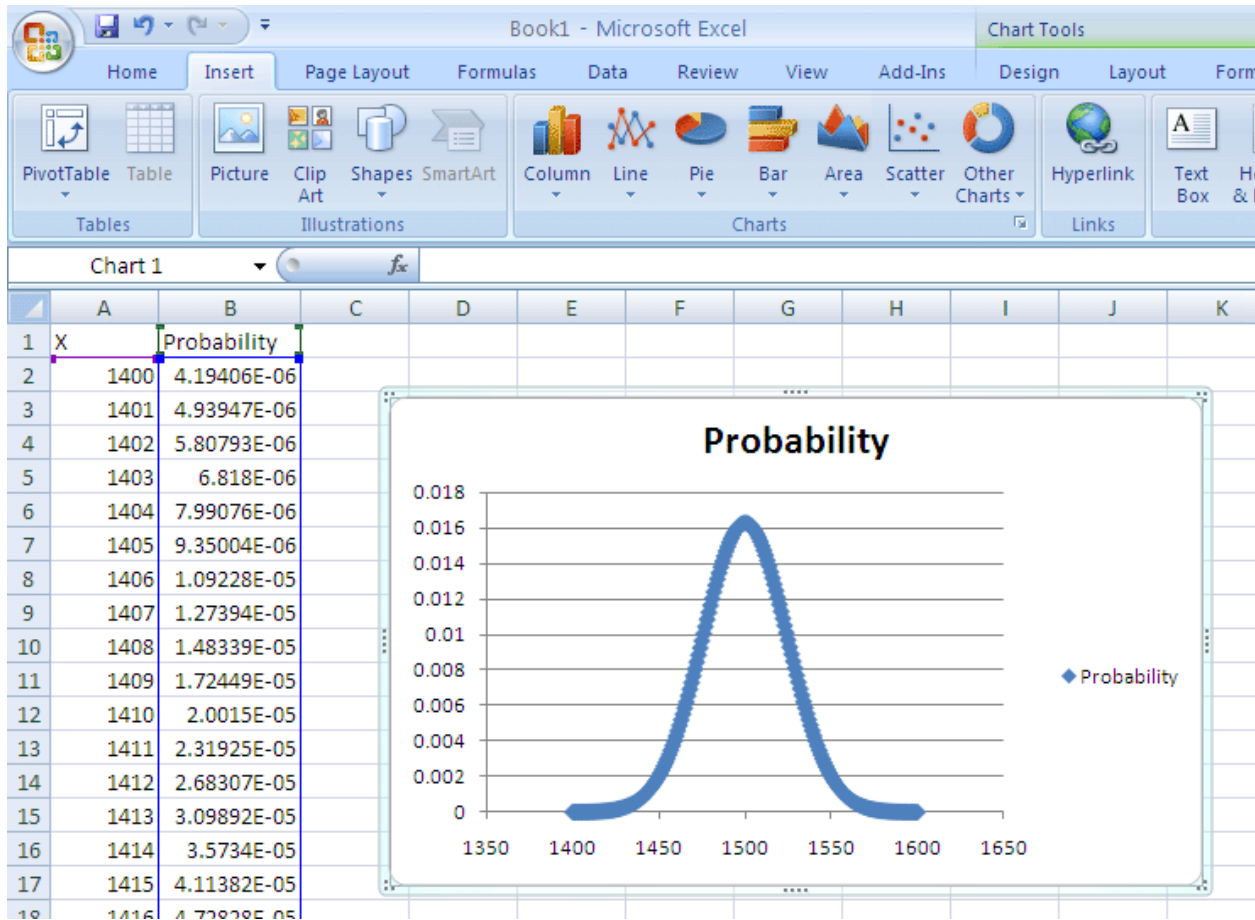 Book1 - Microsoft Excel Chart Tools
Home Insert Page Layout Formulas Data Review View Add-Ins Design Layout Form
PivotTable Table Picture Clip Art Shapes SmartArt Column Line Pie Bar Area Scatter Other Charts Hyperlink A Text Box
Tables Illustrations Charts Links
Chart 1 fx
A B C D E F G H I J K
1 X Probability
2 1400 4.19406E-06
3 1401 4.93947E-06
4 1402 5.80793E-06
5 1403 6.818E-06
6 1404 7.99076E-06
7 1405 9.35004E-06
8 1406 1.09228E-05
9 1407 1.27394E-05
10 1408 1.48339E-05
11 1409 1.72449E-05
12 1410 2.0015E-05
13 1411 2.31925E-05
14 1412 2.68307E-05
15 1413 3.09892E-05
16 1414 3.5734E-05
17 1415 4.11382E-05
18 1416 4.72828E-05
Probability
0.018
0.016
0.014
0.012
0.01
0.008
0.006
0.004
0.002
0
1350 1400 1450 1500 1550 1600 1650
Probability